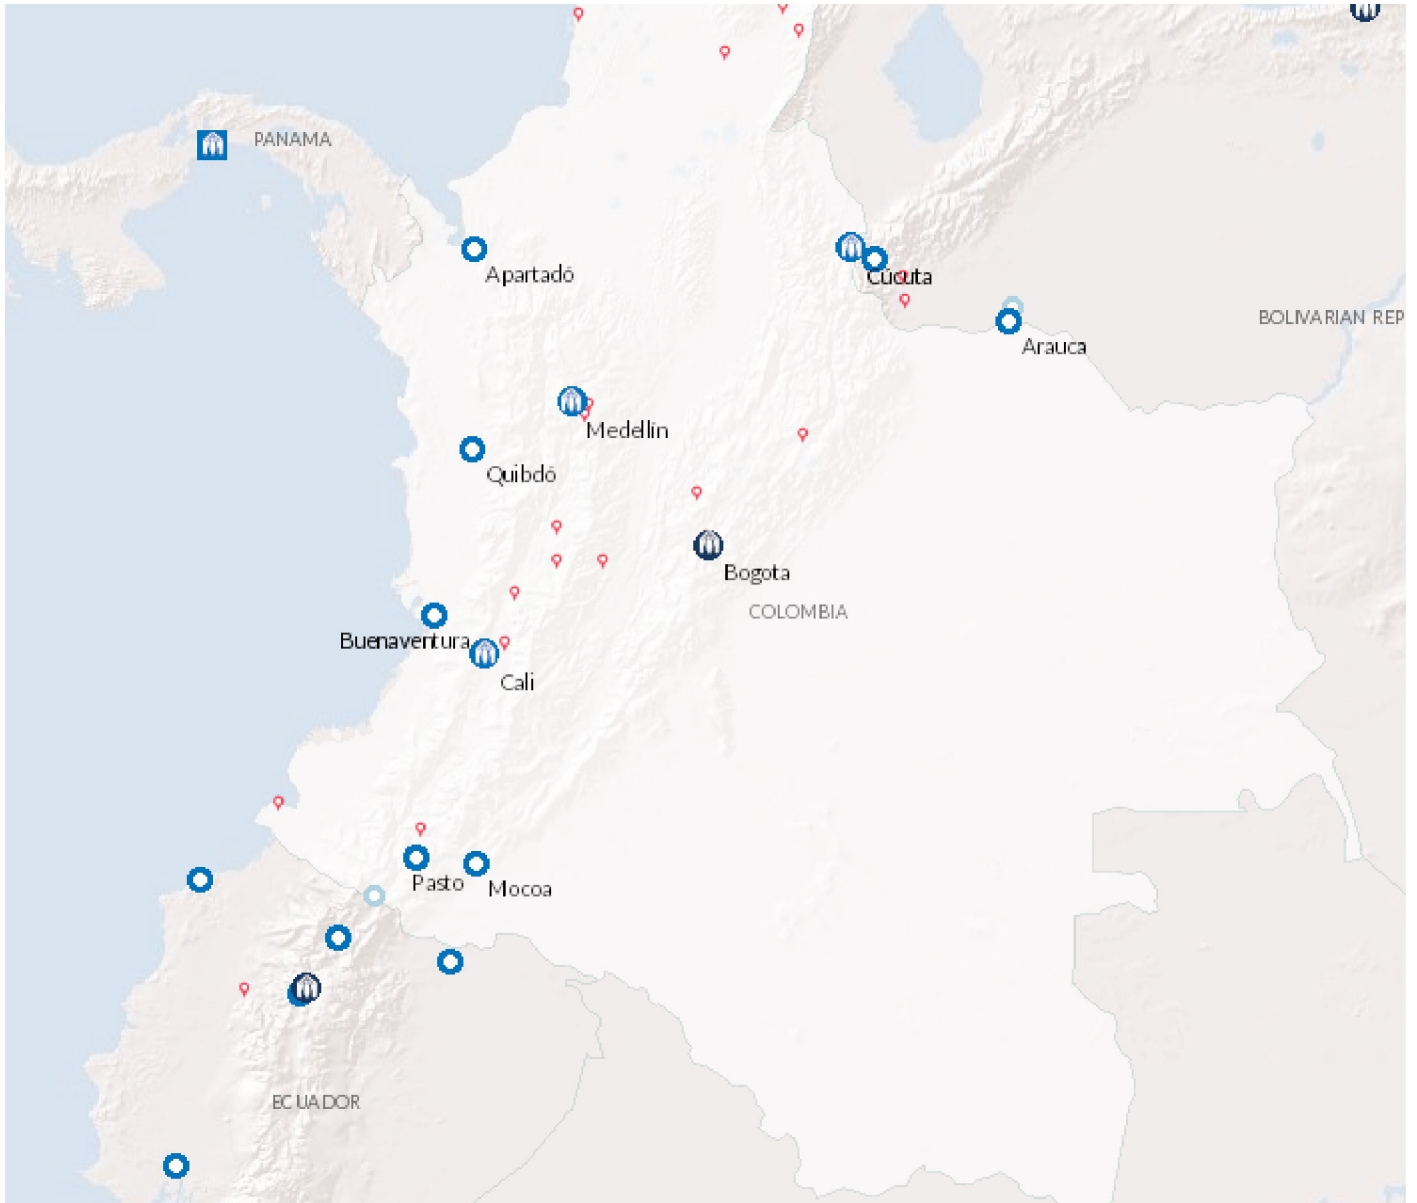 PANAMA
Apartadó
Cúcuta
BOLIVARIAN REP
Arauca
Medellín
Quibdó
Bogota
COLOMBIA
Buenaventura
Cali
Pasto
Mocoa
ECUADOR